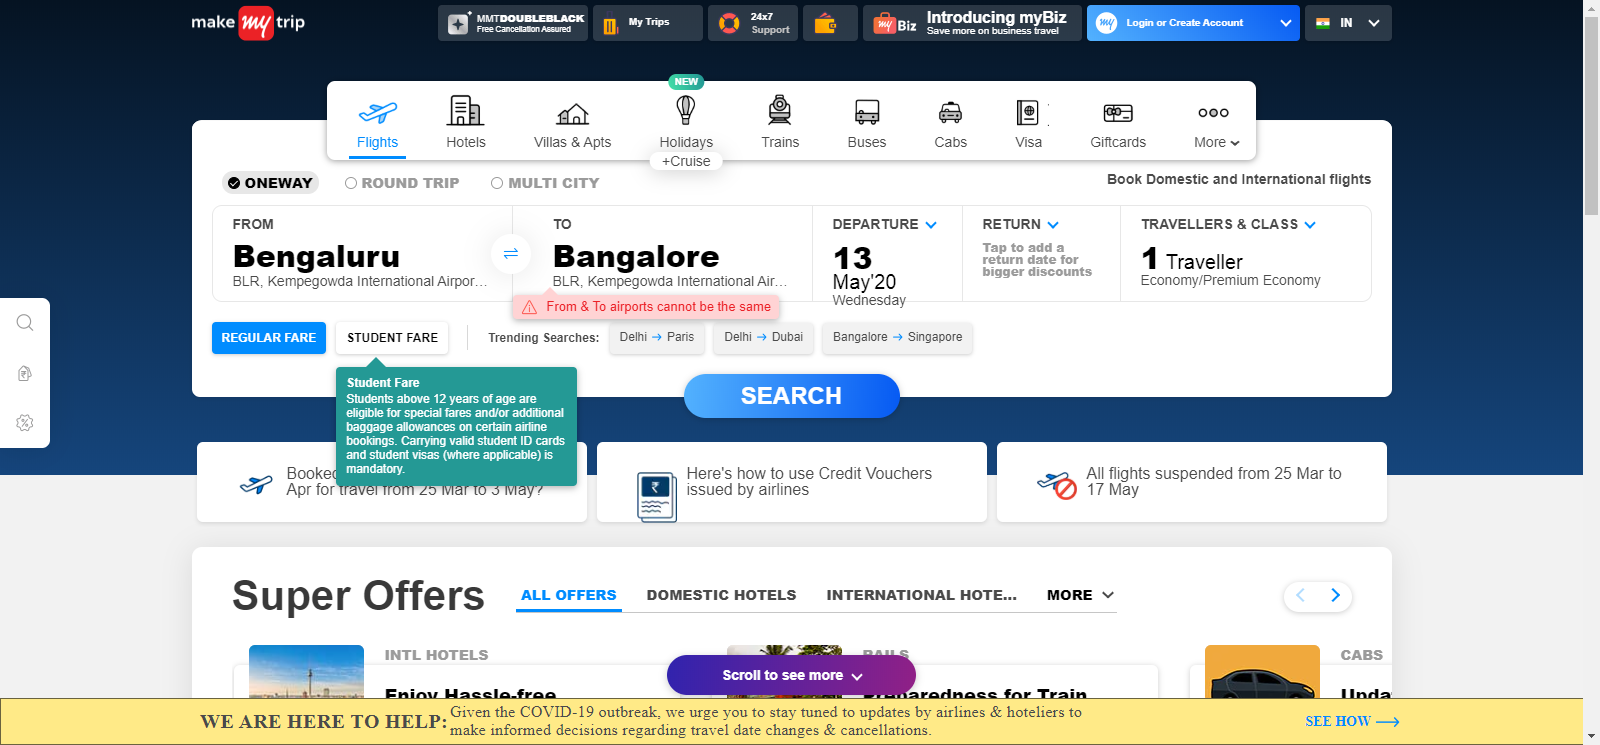 make my trip
MMTDOUBLEBLACK
Free Cancellation Assured
My Trips
24x7
Support
my Biz
Introducing myBiz
Save more on business travel
my
Login or Create Account
IN
NEW
Flights
Hotels
Villas & Apts
Holidays
+Cruise
Trains
Buses
Cabs
Visa
Giftcards
More
ONEWAY
ROUND TRIP
MULTI CITY
Book Domestic and International flights
FROM
Bengaluru
BLR, Kempegowda International Airpor...
TO
Bangalore
BLR, Kempegowda International Air...
From & To airports cannot be the same
DEPARTURE
13
May'20
Wednesday
RETURN
Tap to add a
return date for
bigger discounts
TRAVELLERS & CLASS
1 Traveller
Economy/Premium Economy
REGULAR FARE
STUDENT FARE
Trending Searches:
Delhi → Paris
Delhi → Dubai
Bangalore → Singapore
Student Fare
Students above 12 years of age are
eligible for special fares and/or additional
baggage allowances on certain airline
bookings. Carrying valid student ID cards
and student visas (where applicable) is
mandatory.
SEARCH
Booked
Apr for travel from 25 Mar to 3 May?
Here's how to use Credit Vouchers
issued by airlines
All flights suspended from 25 Mar to
17 May
Super Offers
ALL OFFERS
DOMESTIC HOTELS
INTERNATIONAL HOTE...
MORE
INTL HOTELS
Enjoy Hassle-free
RAILS
Preparedness for Train
CABS
Upda
Scroll to see more
WE ARE HERE TO HELP:
Given the COVID-19 outbreak, we urge you to stay tuned to updates by airlines & hoteliers to
make informed decisions regarding travel date changes & cancellations.
SEE HOW